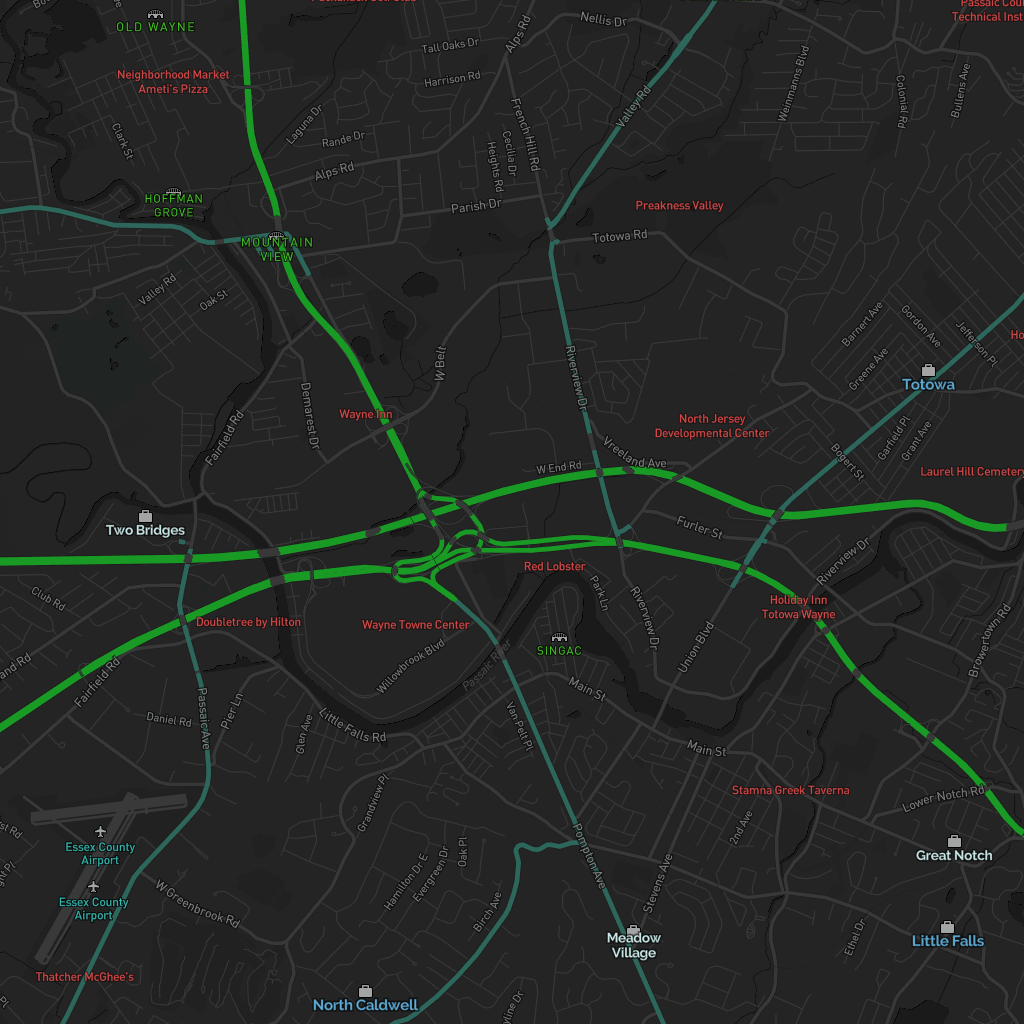 OLD WAYNE
Nellis Dr
Technical Inst
Tall Oaks Dr
Alps Rd
Neighborhood Market
Ameti's Pizza
Harrison Rd
Weinmanns Blvd
Colonial Rd
Bullens Ave
Valley Rd
Laguna Dr
Clark St
Rande Dr
French Hill Rd
Cecilia Dr
Heights Rd
Alps Rd
HOFFMAN
GROVE
Parish Dr
Preakness Valley
MOUNTAIN
VIEW
Totowa Rd
Valley Rd
Oak St
Barnert Ave
Gordon Ave
Jefferson Pl
W Belt
Riverview Dr
Greene Ave
Totowa
Demarest Dr
Wayne Inn
North Jersey
Developmental Center
Fairfield Rd
Garfield Pl
Grant Ave
Vreeland Ave
Bogert St
W End Rd
Laurel Hill Cemetery
Two Bridges
Furler St
Riverview Dr
Red Lobster
Club Rd
Park Ln
Riverview Dr
Holiday Inn
Totowa Wayne
Doubletree by Hilton
Wayne Towne Center
Union Blvd
Browertown Rd
SINGAC
Willowbrook Blvd
Passaic River
Fairfield Rd
Main St
Passaic Ave
Pier Ln
Daniel Rd
Glen Ave
Little Falls Rd
Van-Pelt Pl
Main St
Stamna Greek Taverna
Lower Notch Rd
Grandview Pl
2nd Ave
Essex County
Airport
Oak Pl
Pompton Ave
Great Notch
Essex County
Airport
Hamilton Dr E
Evergreen Dr
Stevens Ave
W Greenbrook Rd
Birch Ave
Meadow
Village
Ethel Dr
Little Falls
Thatcher McGhee's
North Caldwell